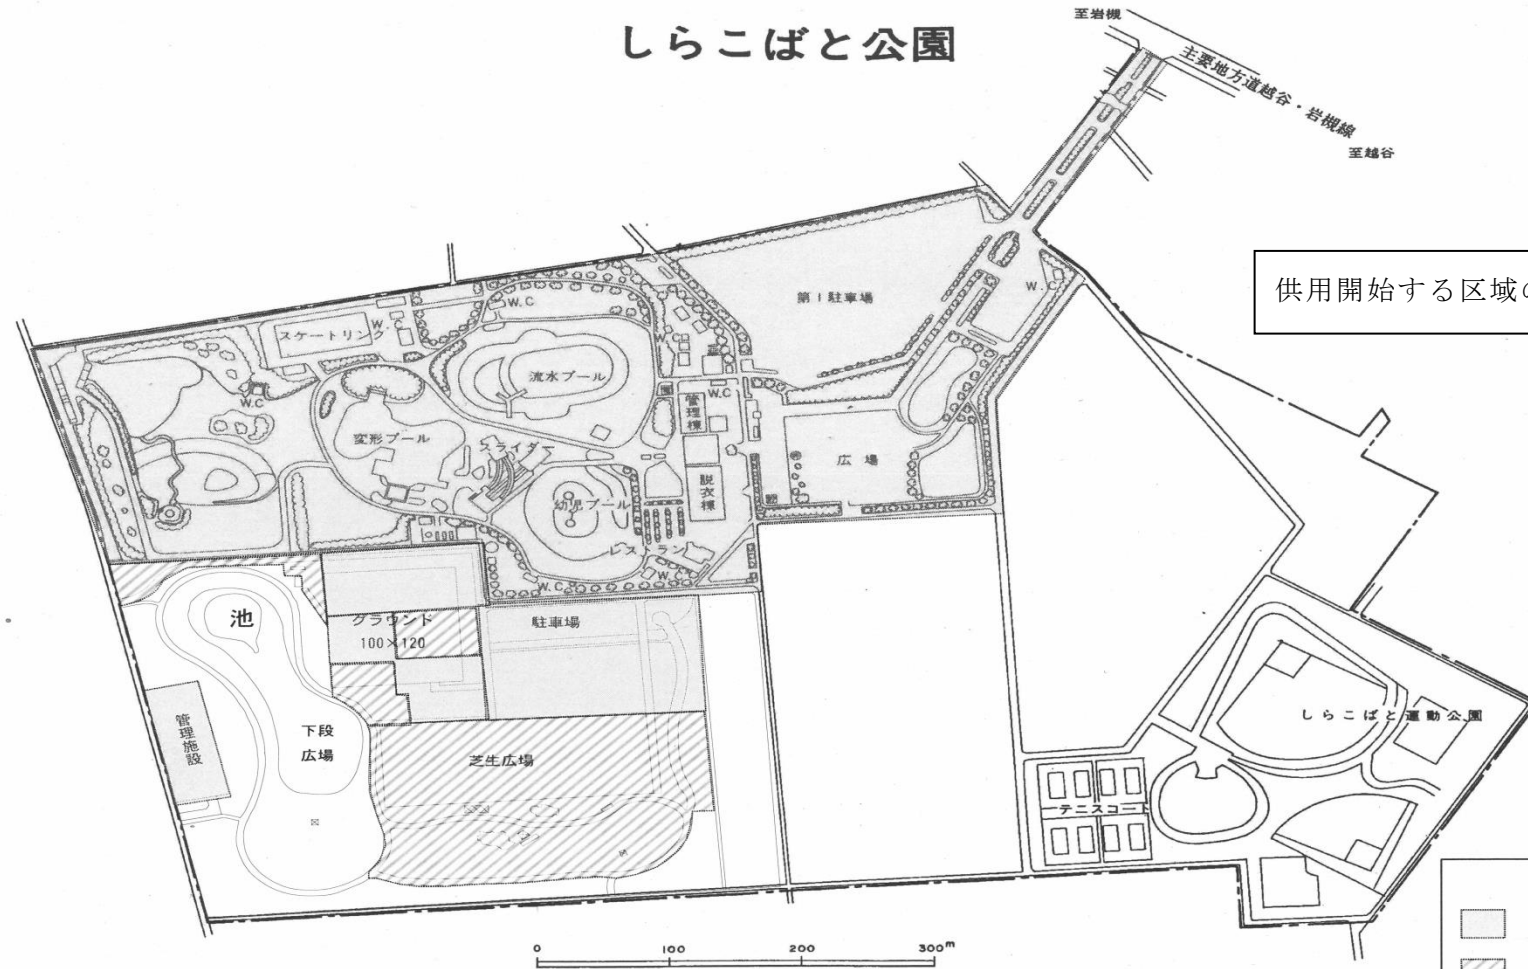 しらこばと公園
至岩槻
主要地方道越谷・岩槻線
至越谷
供用開始する区域の
第1駐車場
W.C
W.C
スケートリンク
W.C
W.C
流水プール
W.C
W.C
管理棟
変形プール
スライダー
広場
脱衣棟
幼児プール
レストラン
W.C
W.C
池
グラウンド
100×120
駐車場
管理施設
下段
広場
芝生広場
しらこばと運動公園
テニスコート
0 100 200 300m